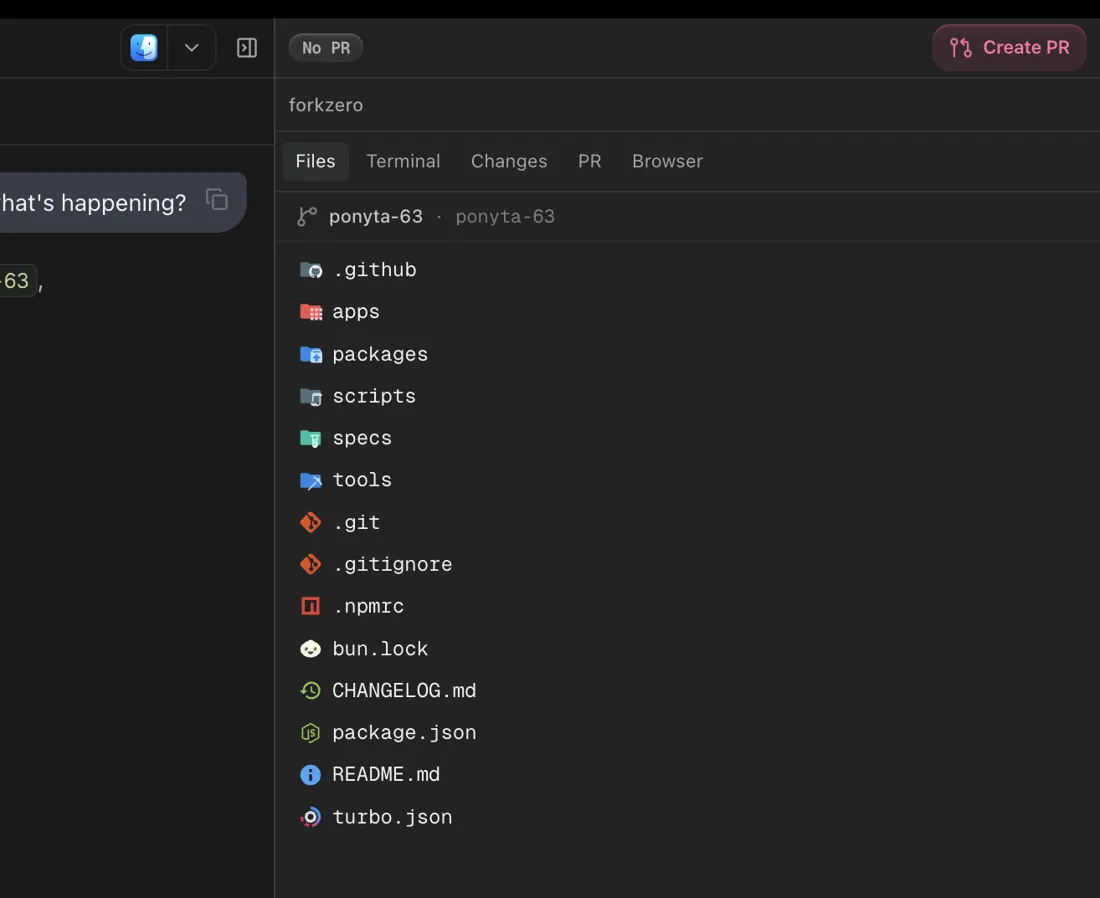 No PR
Create PR
forkzero
Files Terminal Changes PR Browser
hat's happening?
ponyta-63 · ponyta-63
-63,
.github
apps
packages
scripts
specs
tools
.git
.gitignore
.npmrc
bun.lock
CHANGELOG.md
package.json
README.md
turbo.json